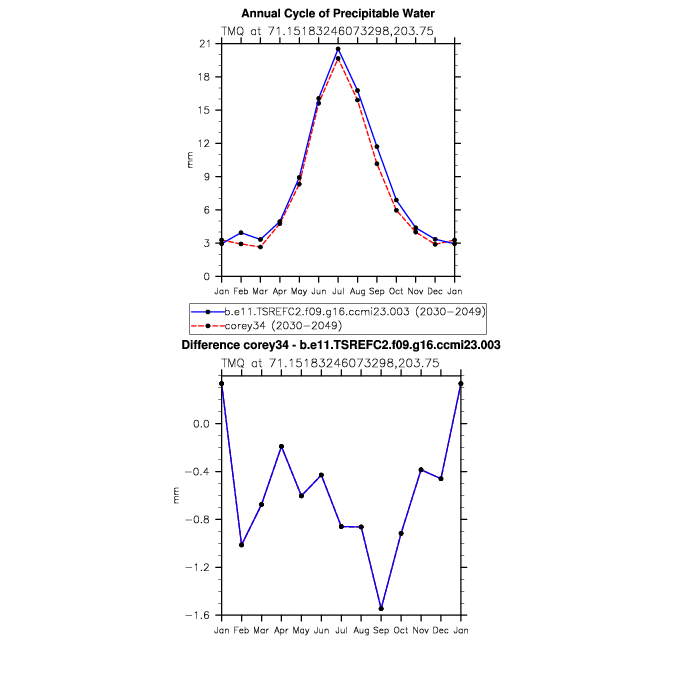 Annual Cycle of Precipitable Water
TMQ at 71.15183246073298,203.75
21
18
15
12
9
6
3
0
mm
Jan Feb Mar Apr May Jun Jul Aug Sep Oct Nov Dec Jan
b.e11.TSREFC2.f09.g16.ccmi23.003 (2030-2049)
corey34 (2030-2049)
Difference corey34 - b.e11.TSREFC2.f09.g16.ccmi23.003
TMQ at 71.15183246073298,203.75
0.0
-0.4
-0.8
-1.2
-1.6
mm
Jan Feb Mar Apr May Jun Jul Aug Sep Oct Nov Dec Jan